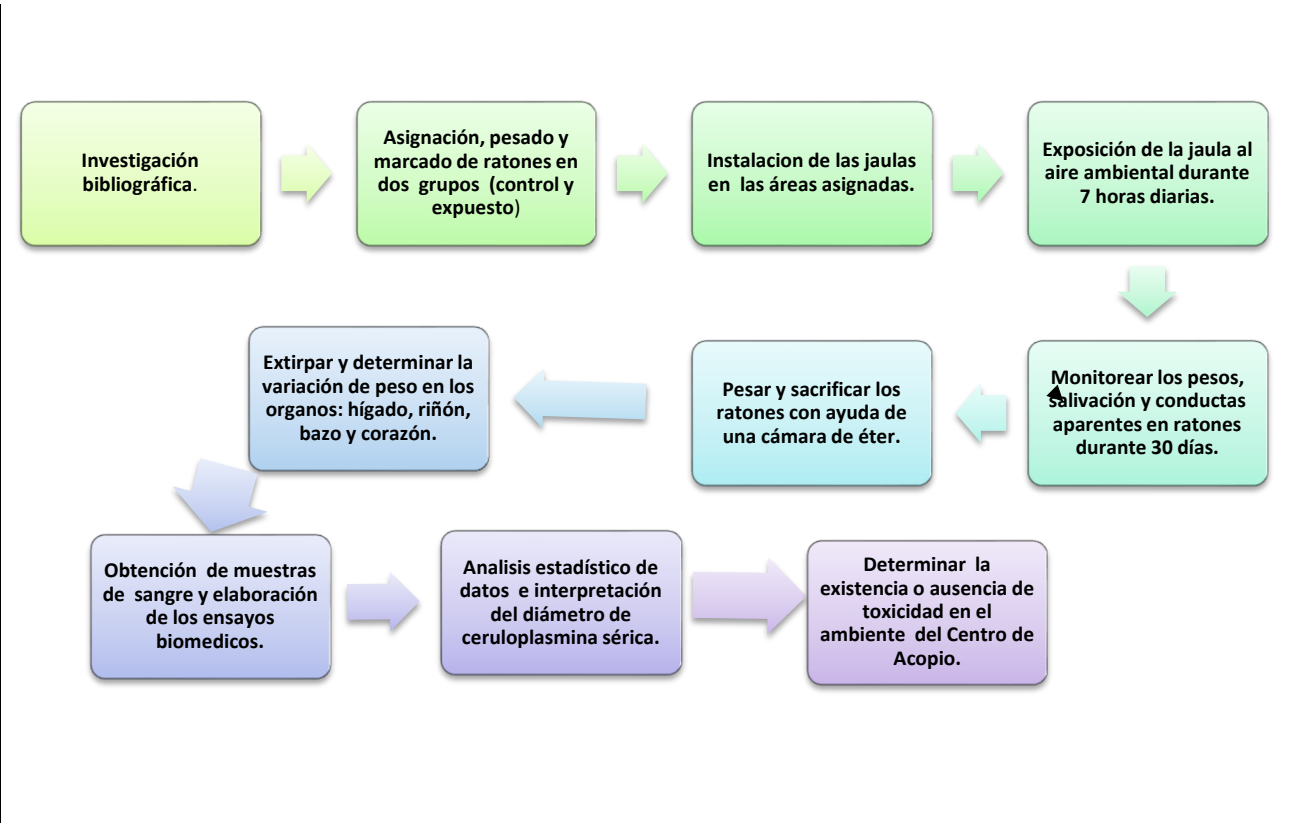 Investigación
bibliográfica.
Asignación, pesado y
marcado de ratones en
dos grupos (control y
expuesto)
Instalacion de las jaulas
en las áreas asignadas.
Exposición de la jaula al
aire ambiental durante
7 horas diarias.
Monitorear los pesos,
salivación y conductas
aparentes en ratones
durante 30 días.
Pesar y sacrificar los
ratones con ayuda de
una cámara de éter.
Extirpar y determinar la
variación de peso en los
organos: hígado, riñón,
bazo y corazón.
Obtención de muestras
de sangre y elaboración
de los ensayos
biomedicos.
Analisis estadístico de
datos e interpretación
del diámetro de
ceruloplasmina sérica.
Determinar la
existencia o ausencia de
toxicidad en el
ambiente del Centro de
Acopio.